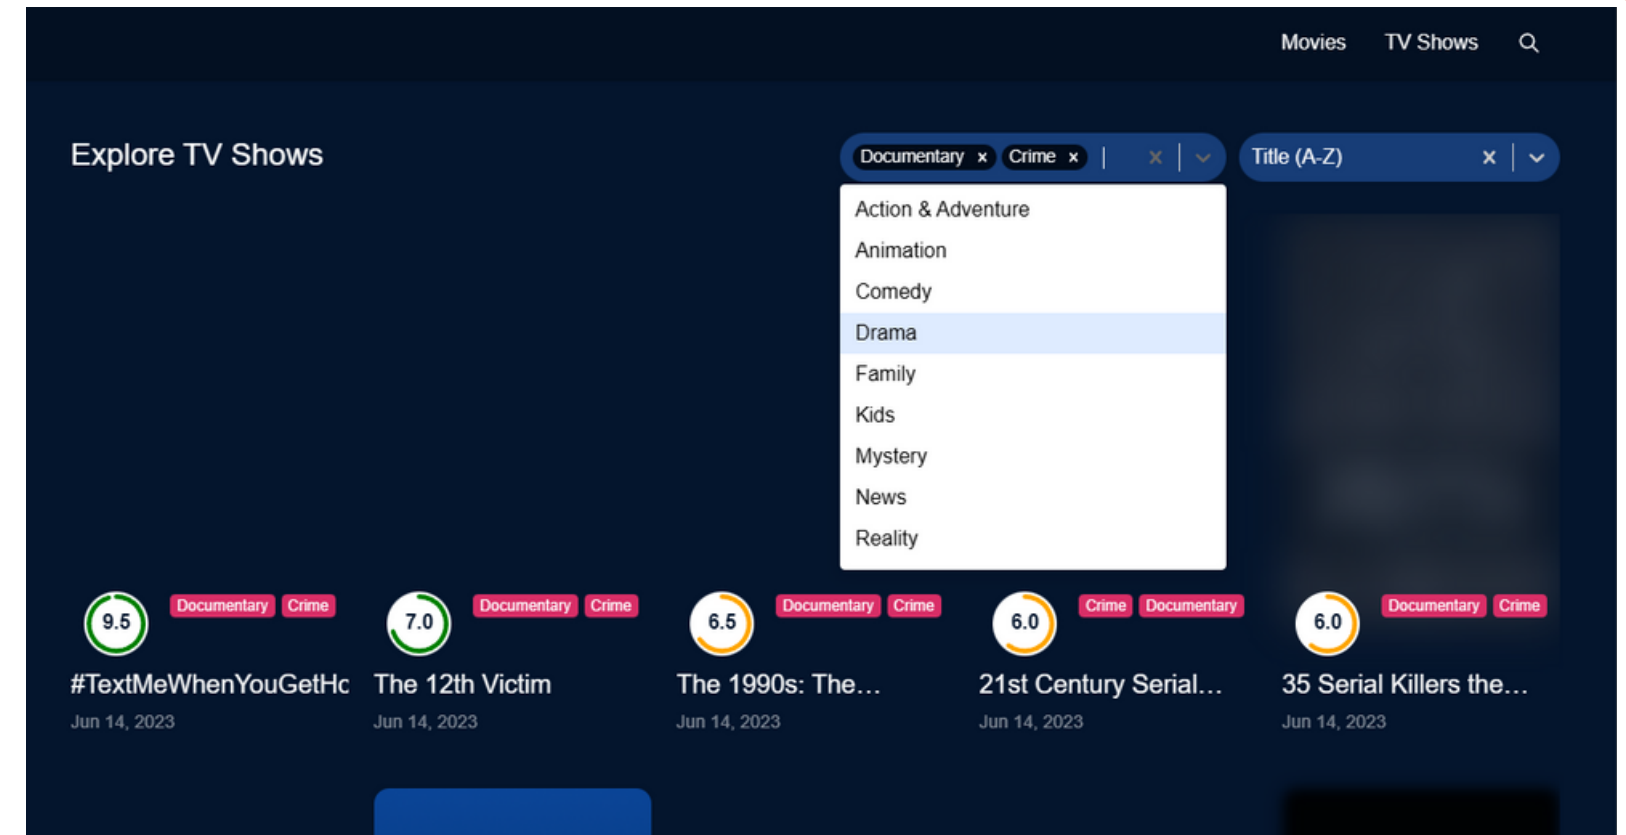 Movies TV Shows
Explore TV Shows
Documentary × Crime × ×
Title (A-Z) ×
Action & Adventure
Animation
Comedy
Drama
Family
Kids
Mystery
News
Reality
9.5 Documentary Crime
#TextMeWhenYouGetHc
Jun 14, 2023
7.0 Documentary Crime
The 12th Victim
Jun 14, 2023
6.5 Documentary Crime
The 1990s: The...
Jun 14, 2023
6.0 Crime Documentary
21st Century Serial...
Jun 14, 2023
6.0 Documentary Crime
35 Serial Killers the...
Jun 14, 2023